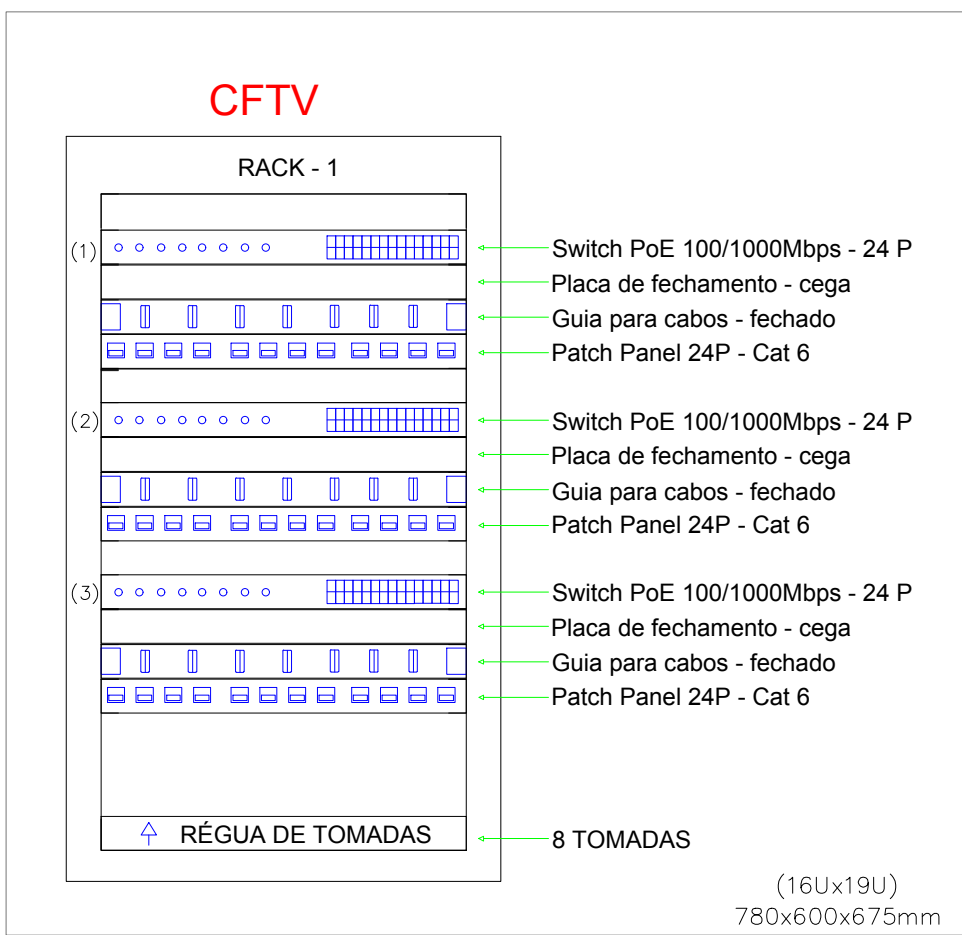 CFTV
RACK - 1
(1)
Switch PoE 100/1000Mbps - 24 P
Placa de fechamento - cega
Guia para cabos - fechado
Patch Panel 24P - Cat 6
(2)
Switch PoE 100/1000Mbps - 24 P
Placa de fechamento - cega
Guia para cabos - fechado
Patch Panel 24P - Cat 6
(3)
Switch PoE 100/1000Mbps - 24 P
Placa de fechamento - cega
Guia para cabos - fechado
Patch Panel 24P - Cat 6
RÉGUA DE TOMADAS
8 TOMADAS
(16Ux19U)
780x600x675mm